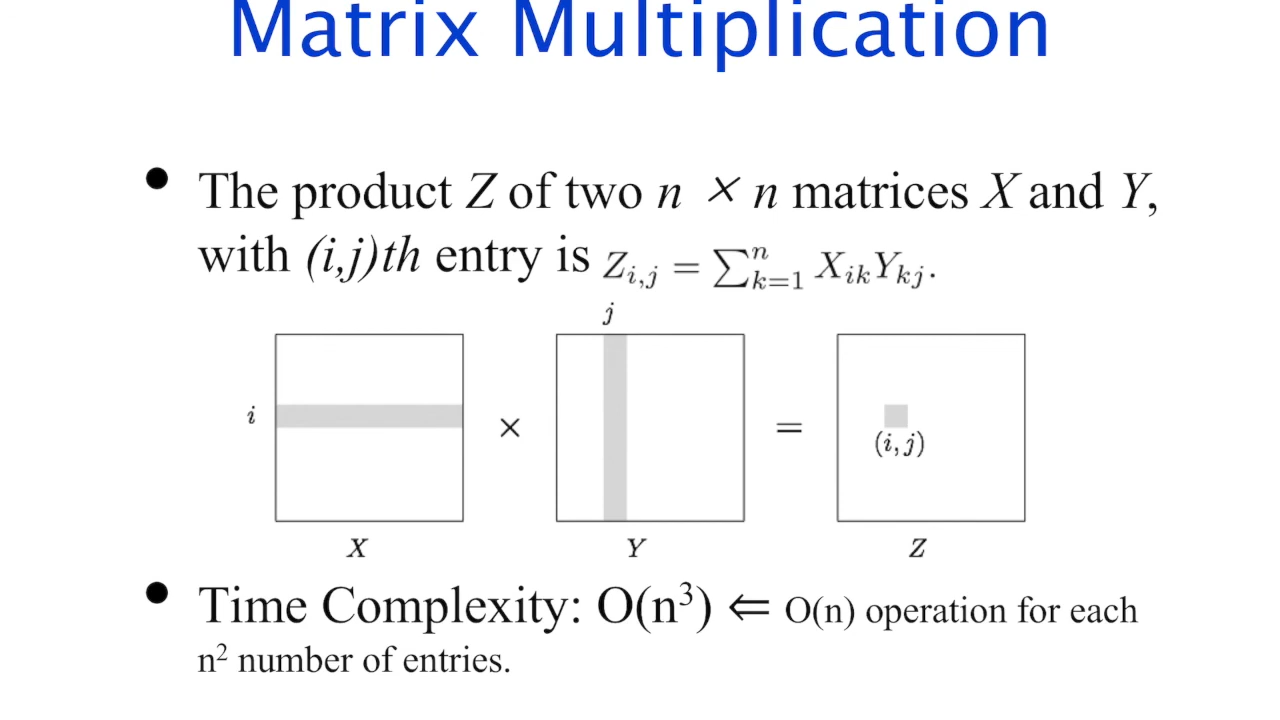 Matrix Multiplication
• The product Z of two n × n matrices X and Y,
with (i,j)th entry is Z_{i,j} = ∑_{k=1}^{n} X_{ik}Y_{kj}.
j
i
×
=
(i, j)
X
Y
Z
• Time Complexity: O(n³) ⇐ O(n) operation for each
n² number of entries.